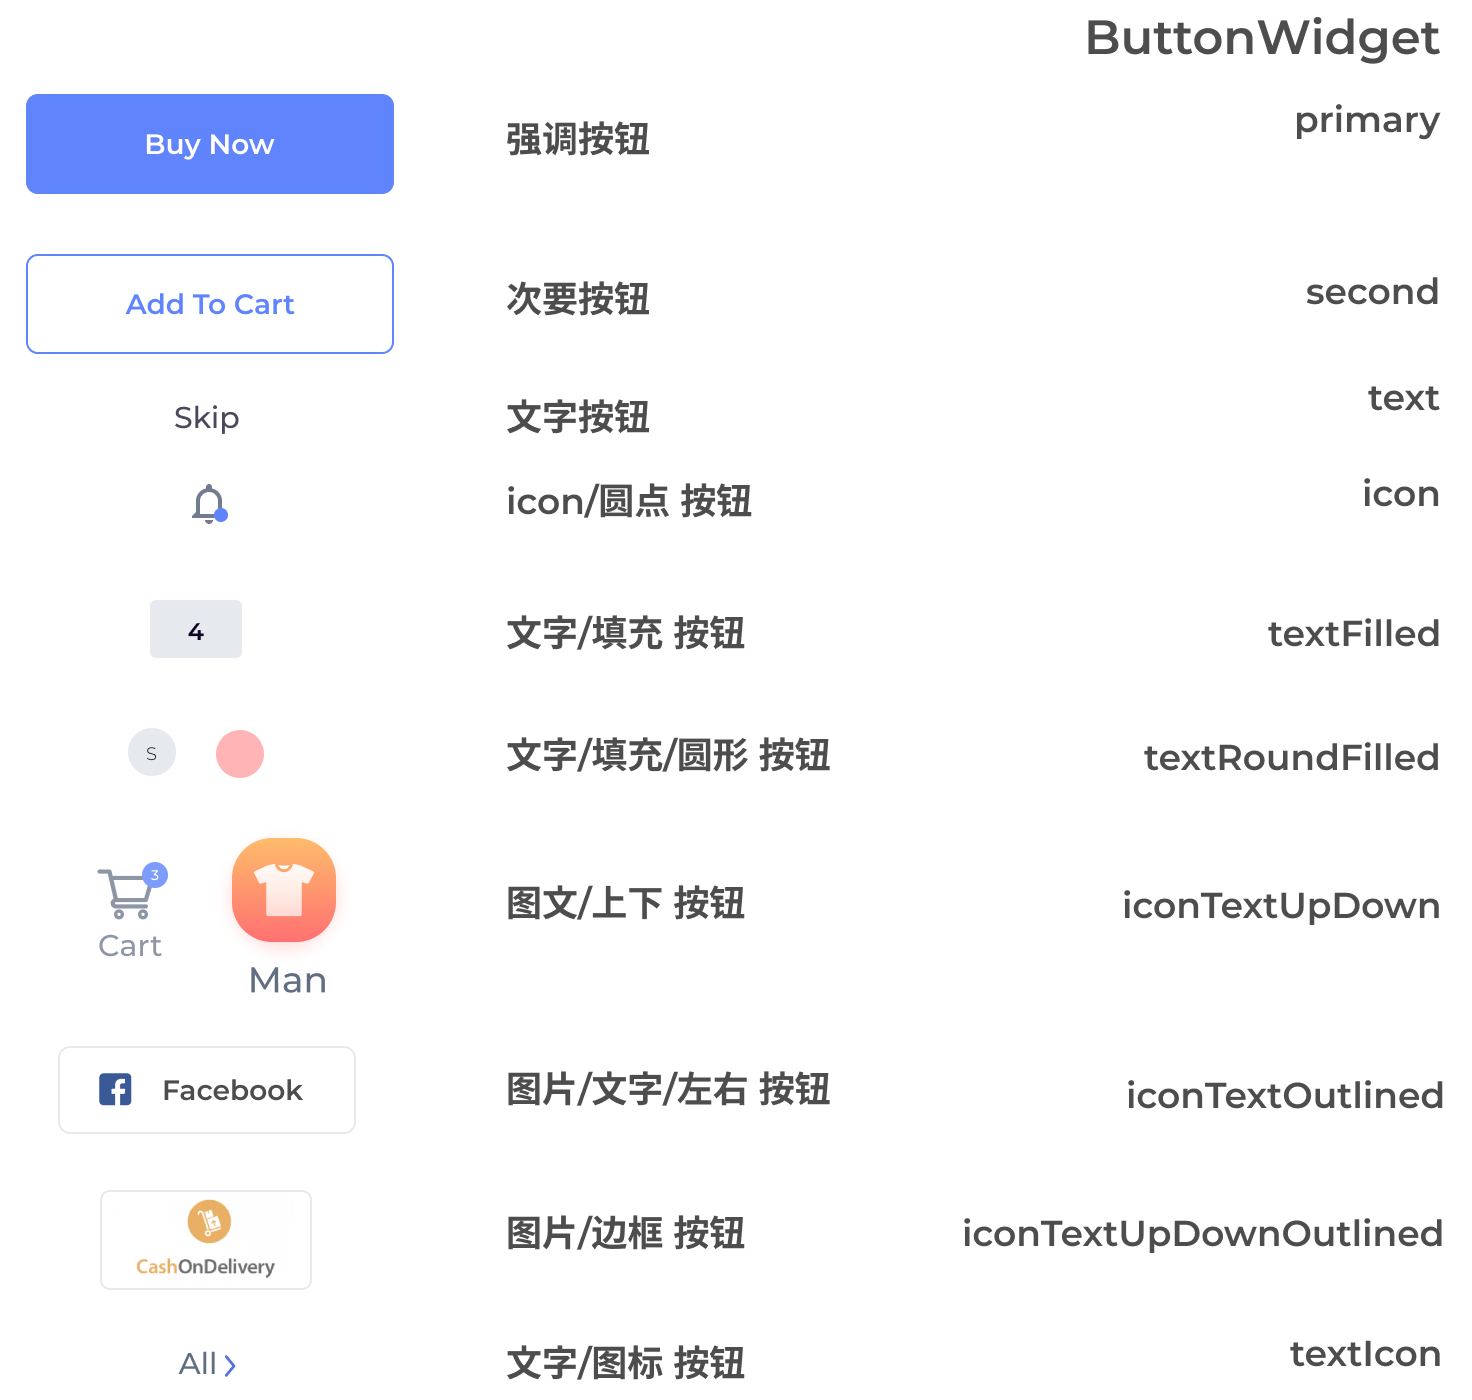 ButtonWidget
Buy Now
强调按钮
primary
Add To Cart
次要按钮
second
Skip
文字按钮
text
icon/圆点 按钮
icon
4
文字/填充 按钮
textFilled
S
文字/填充/圆形 按钮
textRoundFilled
3
Cart
Man
图文/上下 按钮
iconTextUpDown
Facebook
图片/文字/左右 按钮
iconTextOutlined
CashOnDelivery
图片/边框 按钮
iconTextUpDownOutlined
All
文字/图标 按钮
textIcon